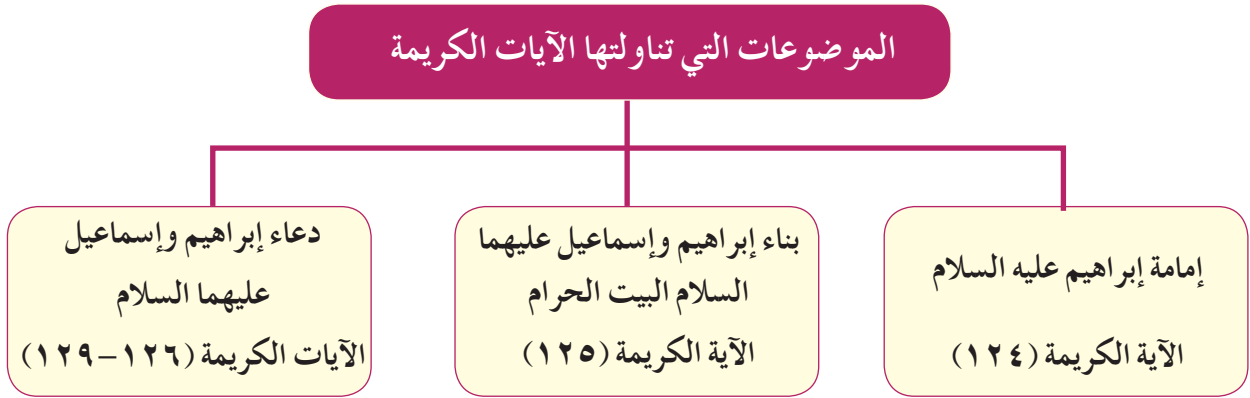 الموضوعات التي تناولتها الآيات الكريمة
إمامة إبراهيم عليه السلام
الآية الكريمة (١٢٤)
بناء إبراهيم وإسماعيل عليهما
السلام البيت الحرام
الآية الكريمة (١٢٥)
دعاء إبراهيم وإسماعيل
عليهما السلام
الآيات الكريمة (١٢٦-١٢٩)